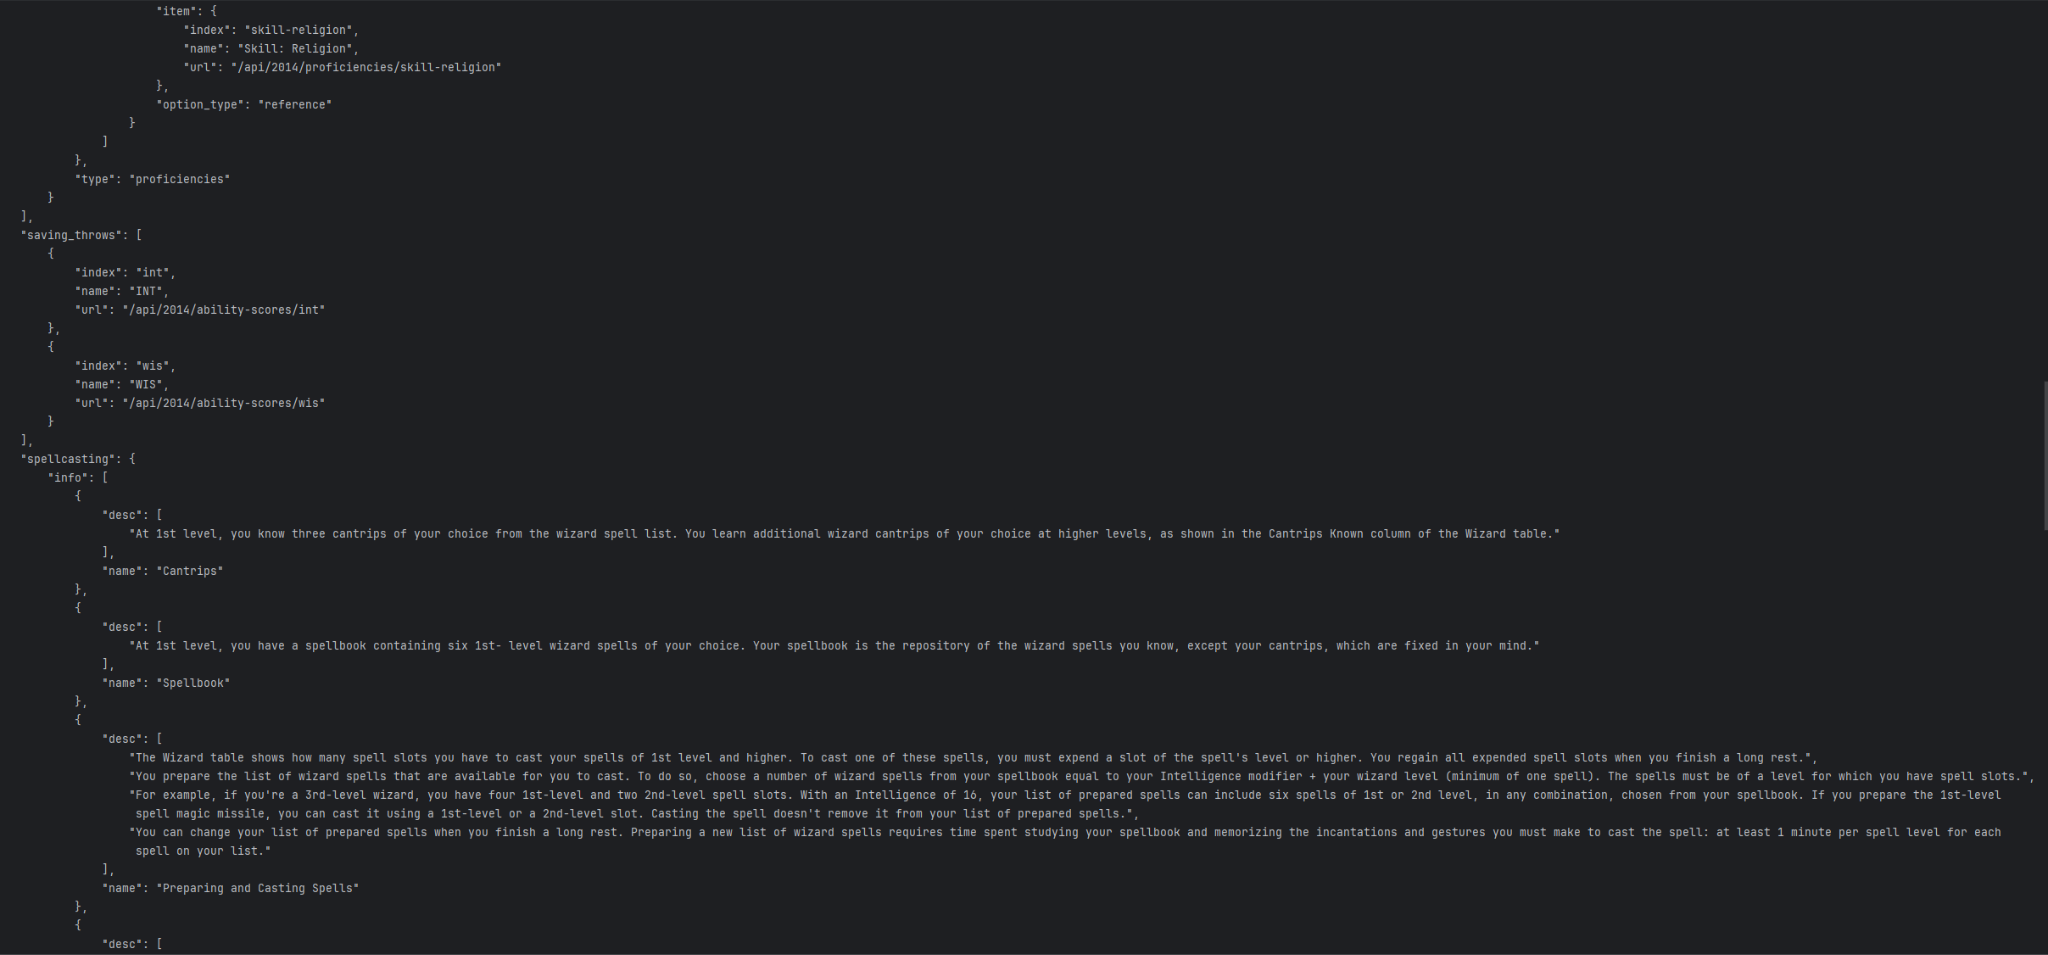 "item": {
"index": "skill-religion",
"name": "Skill: Religion",
"url": "/api/2014/proficiencies/skill-religion"
},
"option_type": "reference"
}
]
},
"type": "proficiencies"
}
],
"saving_throws": [
{
"index": "int",
"name": "INT",
"url": "/api/2014/ability-scores/int"
},
{
"index": "wis",
"name": "WIS",
"url": "/api/2014/ability-scores/wis"
}
],
"spellcasting": {
"info": [
{
"desc": [
"At 1st level, you know three cantrips of your choice from the wizard spell list. You learn additional wizard cantrips of your choice at higher levels, as shown in the Cantrips Known column of the Wizard table."
],
"name": "Cantrips"
},
{
"desc": [
"At 1st level, you have a spellbook containing six 1st- level wizard spells of your choice. Your spellbook is the repository of the wizard spells you know, except your cantrips, which are fixed in your mind."
],
"name": "Spellbook"
},
{
"desc": [
"The Wizard table shows how many spell slots you have to cast your spells of 1st level and higher. To cast one of these spells, you must expend a slot of the spell's level or higher. You regain all expended spell slots when you finish a long rest.",
"You prepare the list of wizard spells that are available for you to cast. To do so, choose a number of wizard spells from your spellbook equal to your Intelligence modifier + your wizard level (minimum of one spell). The spells must be of a level for which you have spell slots.",
"For example, if you're a 3rd-level wizard, you have four 1st-level and two 2nd-level spell slots. With an Intelligence of 16, your list of prepared spells can include six spells of 1st or 2nd level, in any combination, chosen from your spellbook. If you prepare the 1st-level
spell magic missile, you can cast it using a 1st-level or a 2nd-level slot. Casting the spell doesn't remove it from your list of prepared spells.",
"You can change your list of prepared spells when you finish a long rest. Preparing a new list of wizard spells requires time spent studying your spellbook and memorizing the incantations and gestures you must make to cast the spell: at least 1 minute per spell level for each
spell on your list."
],
"name": "Preparing and Casting Spells"
},
{
"desc": [